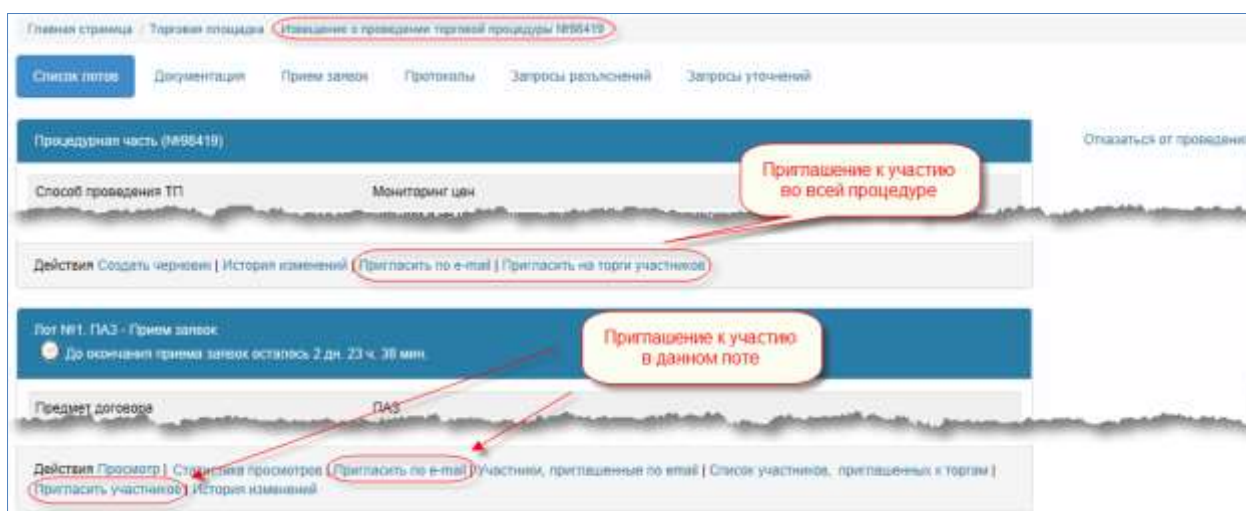 Главная страница / Торговая площадка / Извещение о проведении торговой процедуры №98419
Список лотов Документация Прием заявок Протоколы Запросы разъяснений Запросы уточнений
Процедурная часть (№98419)
Отказаться от проведени
Приглашение к участию
во всей процедуре
Способ проведения ТП Мониторинг цен
Действия Создать черновик | История изменений | Пригласить по e-mail | Пригласить на торги участников
Лот №1. ПАЗ - Прием заявок
До окончания приема заявок осталось 2 дн. 23 ч. 38 мин.
Приглашение к участию
в данном лоте
Предмет договора ПАЗ
Действия Просмотр | Статистика просмотров | Пригласить по e-mail | Участники, приглашенные по email | Список участников, приглашенных к торгам |
Пригласить участников | История изменений